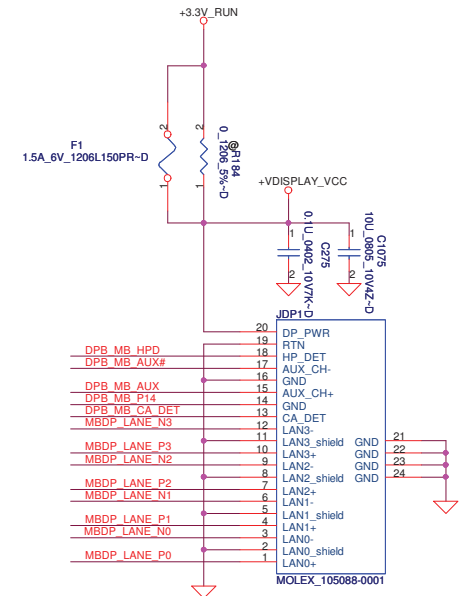 +3.3V_RUN
2
2
F1
1.5A_6V_1206L150PR~D
@R184
0_1206_5%~D
1
1
+VDISPLAY_VCC
1
1
C275
0.1U_0402_10V7K~D
C1075
10U_0805_10V4Z~D
2
2
JDP1
20 DP_PWR
19 RTN
DPB_MB_HPD 18 HP_DET
DPB_MB_AUX# 17 AUX_CH-
16 GND
DPB_MB_AUX 15 AUX_CH+
DPB_MB_P14 14 GND
DPB_MB_CA_DET 13 CA_DET
MBDP_LANE_N3 12 LAN3-
11 LAN3_shield GND 21
MBDP_LANE_P3 10 LAN3+ GND 22
MBDP_LANE_N2 9 LAN2- GND 23
8 LAN2_shield GND 24
MBDP_LANE_P2 7 LAN2+
MBDP_LANE_N1 6 LAN1-
5 LAN1_shield
MBDP_LANE_P1 4 LAN1+
MBDP_LANE_N0 3 LAN0-
2 LAN0_shield
MBDP_LANE_P0 1 LAN0+
MOLEX_105088-0001